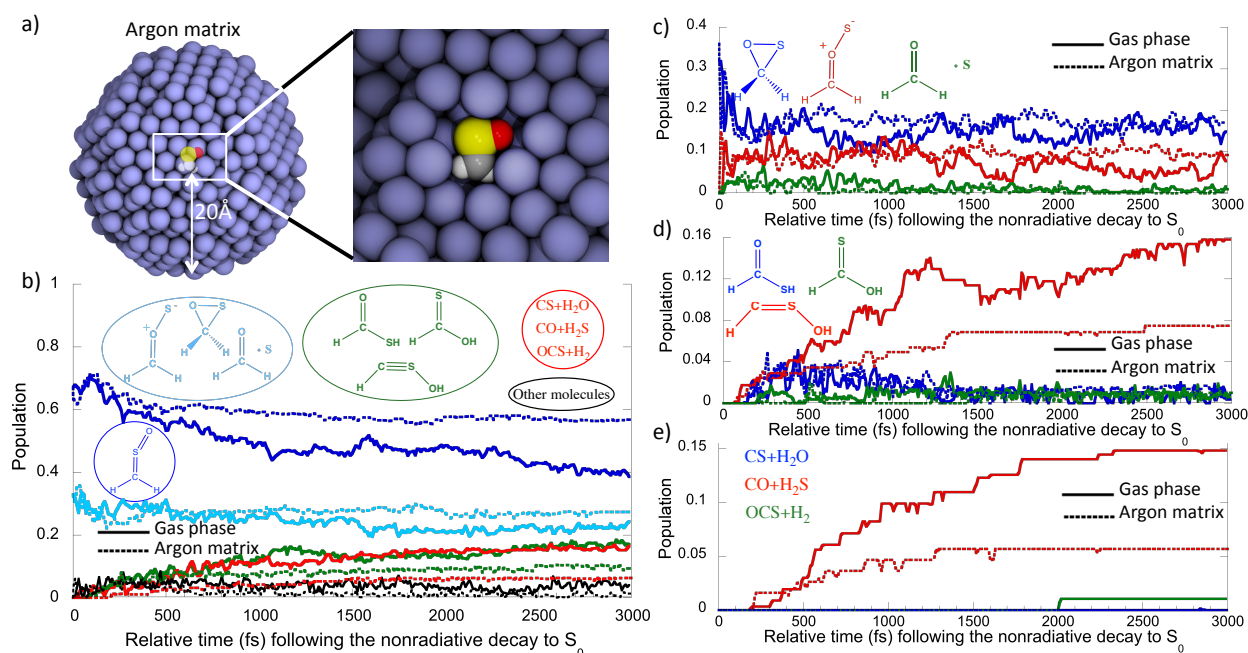 a)
Argon matrix
20Å
b)
Population
1
0.8
0.6
0.4
0.2
0
S-
+
O
H H
O S
C
H H
O
· S
C
H H
O
H SH
S
H OH
H C S
OH
CS+H2O
CO+H2S
OCS+H2
Other molecules
O
S
C
H H
Gas phase
Argon matrix
0 500 1000 1500 2000 2500 3000
Relative time (fs) following the nonradiative decay to S0
c)
Population
0.4
0.3
0.2
0.1
0
O S
C
H H
S-
+
O
C
H H
O
C
H H
· S
Gas phase
Argon matrix
0 500 1000 1500 2000 2500 3000
Relative time (fs) following the nonradiative decay to S0
d)
Population
0.16
0.12
0.08
0.04
0
O
C
H SH
S
C
H OH
H C S
OH
Gas phase
Argon matrix
0 500 1000 1500 2000 2500 3000
Relative time (fs) following the nonradiative decay to S0
e)
Population
0.15
0.1
0.05
0
CS+H2O
CO+H2S
OCS+H2
Gas phase
Argon matrix
0 500 1000 1500 2000 2500 3000
Relative time (fs) following the nonradiative decay to S0